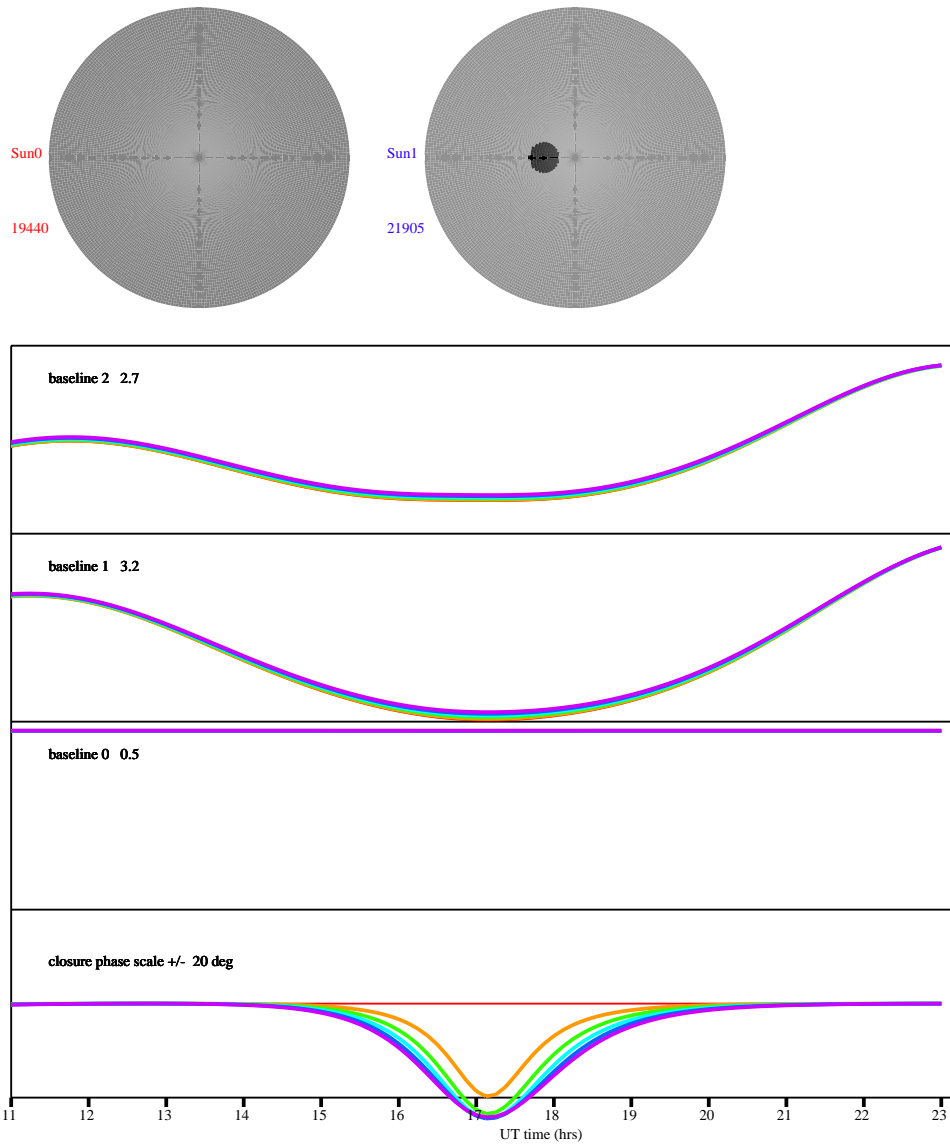 Sun0 Sun1
19440 21905
baseline 2 2.7
baseline 1 3.2
baseline 0 0.5
closure phase scale +/- 20 deg
11 12 13 14 15 16 17 18 19 20 21 22 23
UT time (hrs)